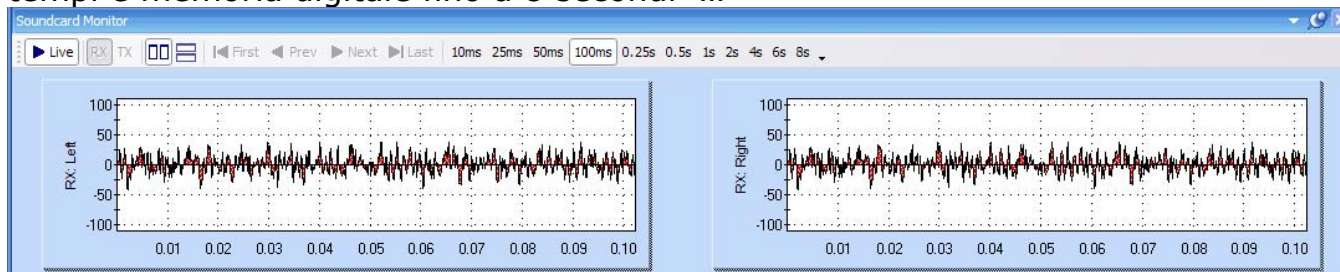 Soundcard Monitor
Live RX TX First Prev Next Last 10ms 25ms 50ms 100ms 0.25s 0.5s 1s 2s 4s 6s 8s
100
50
0
-50
-100
RX: Left
0.01 0.02 0.03 0.04 0.05 0.06 0.07 0.08 0.09 0.10
100
50
0
-50
-100
RX: Right
0.01 0.02 0.03 0.04 0.05 0.06 0.07 0.08 0.09 0.10